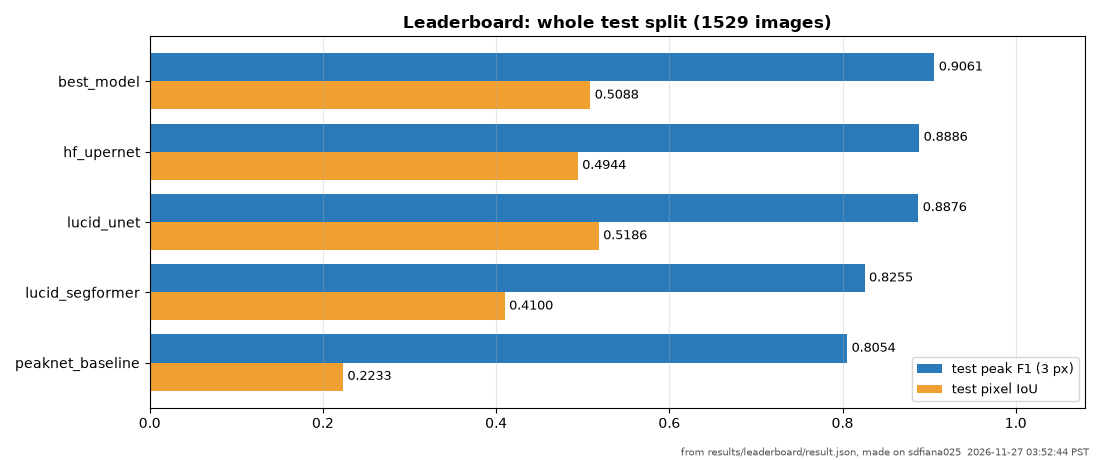 Leaderboard: whole test split (1529 images)
best_model
0.9061
0.5088
hf_upernet
0.8886
0.4944
lucid_unet
0.8876
0.5186
lucid_segformer
0.8255
0.4100
peaknet_baseline
0.8054
0.2233
test peak F1 (3 px)
test pixel IoU
0.0 0.2 0.4 0.6 0.8 1.0
from results/leaderboard/result.json, made on sdfiana025 2026-11-27 03:52:44 PST